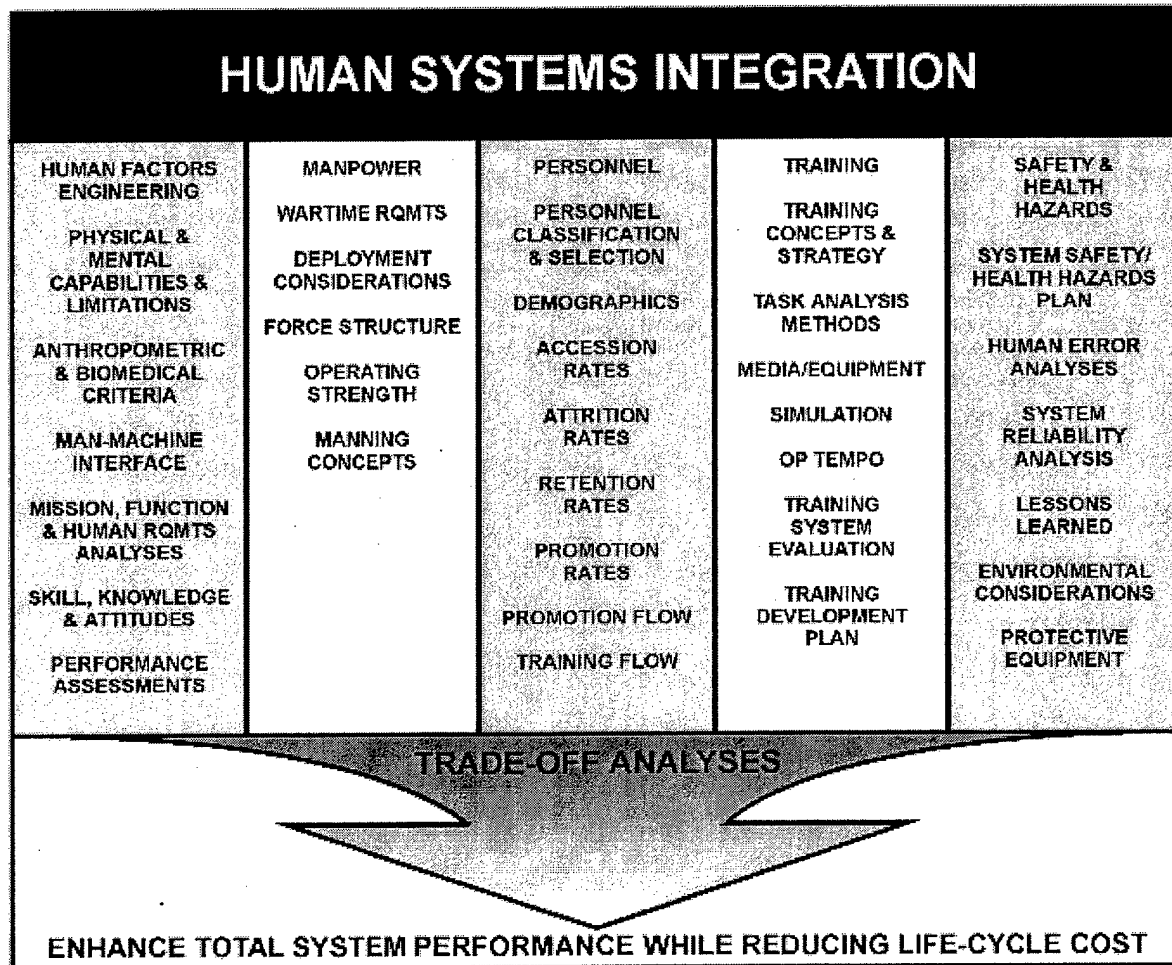 HUMAN SYSTEMS INTEGRATION
HUMAN FACTORS
ENGINEERING
PHYSICAL &
MENTAL
CAPABILITIES &
LIMITATIONS
ANTHROPOMETRIC
& BIOMEDICAL
CRITERIA
MAN-MACHINE
INTERFACE
MISSION, FUNCTION
& HUMAN RQMTS
ANALYSES
SKILL, KNOWLEDGE
& ATTITUDES
PERFORMANCE
ASSESSMENTS
MANPOWER
WARTIME RQMTS
DEPLOYMENT
CONSIDERATIONS
FORCE STRUCTURE
OPERATING
STRENGTH
MANNING
CONCEPTS
PERSONNEL
PERSONNEL
CLASSIFICATION
& SELECTION
DEMOGRAPHICS
ACCESSION
RATES
ATTRITION
RATES
RETENTION
RATES
PROMOTION
RATES
PROMOTION FLOW
TRAINING FLOW
TRAINING
TRAINING
CONCEPTS &
STRATEGY
TASK ANALYSIS
METHODS
MEDIA/EQUIPMENT
SIMULATION
OP TEMPO
TRAINING
SYSTEM
EVALUATION
TRAINING
DEVELOPMENT
PLAN
SAFETY &
HEALTH
HAZARDS
SYSTEM SAFETY/
HEALTH HAZARDS
PLAN
HUMAN ERROR
ANALYSES
SYSTEM
RELIABILITY
ANALYSIS
LESSONS
LEARNED
ENVIRONMENTAL
CONSIDERATIONS
PROTECTIVE
EQUIPMENT
TRADE-OFF ANALYSES
ENHANCE TOTAL SYSTEM PERFORMANCE WHILE REDUCING LIFE-CYCLE COST